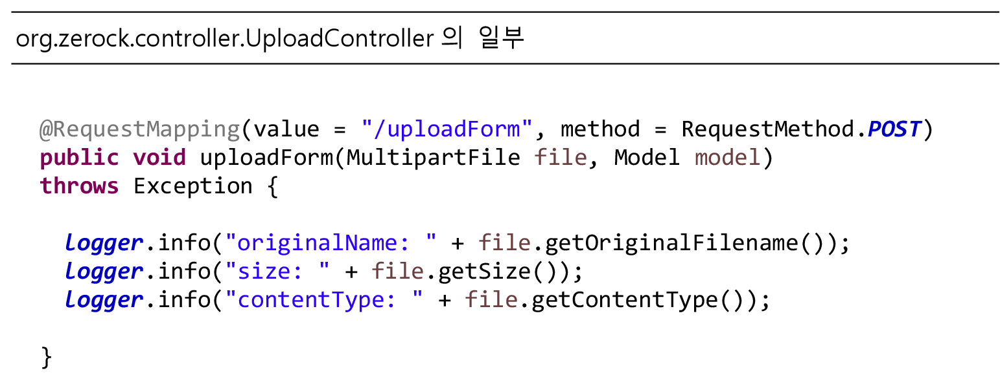 org.zerock.controller.UploadController 의 일부
@RequestMapping(value = "/uploadForm", method = RequestMethod.POST)
public void uploadForm(MultipartFile file, Model model)
throws Exception {
logger.info("originalName: " + file.getOriginalFilename());
logger.info("size: " + file.getSize());
logger.info("contentType: " + file.getContentType());
}